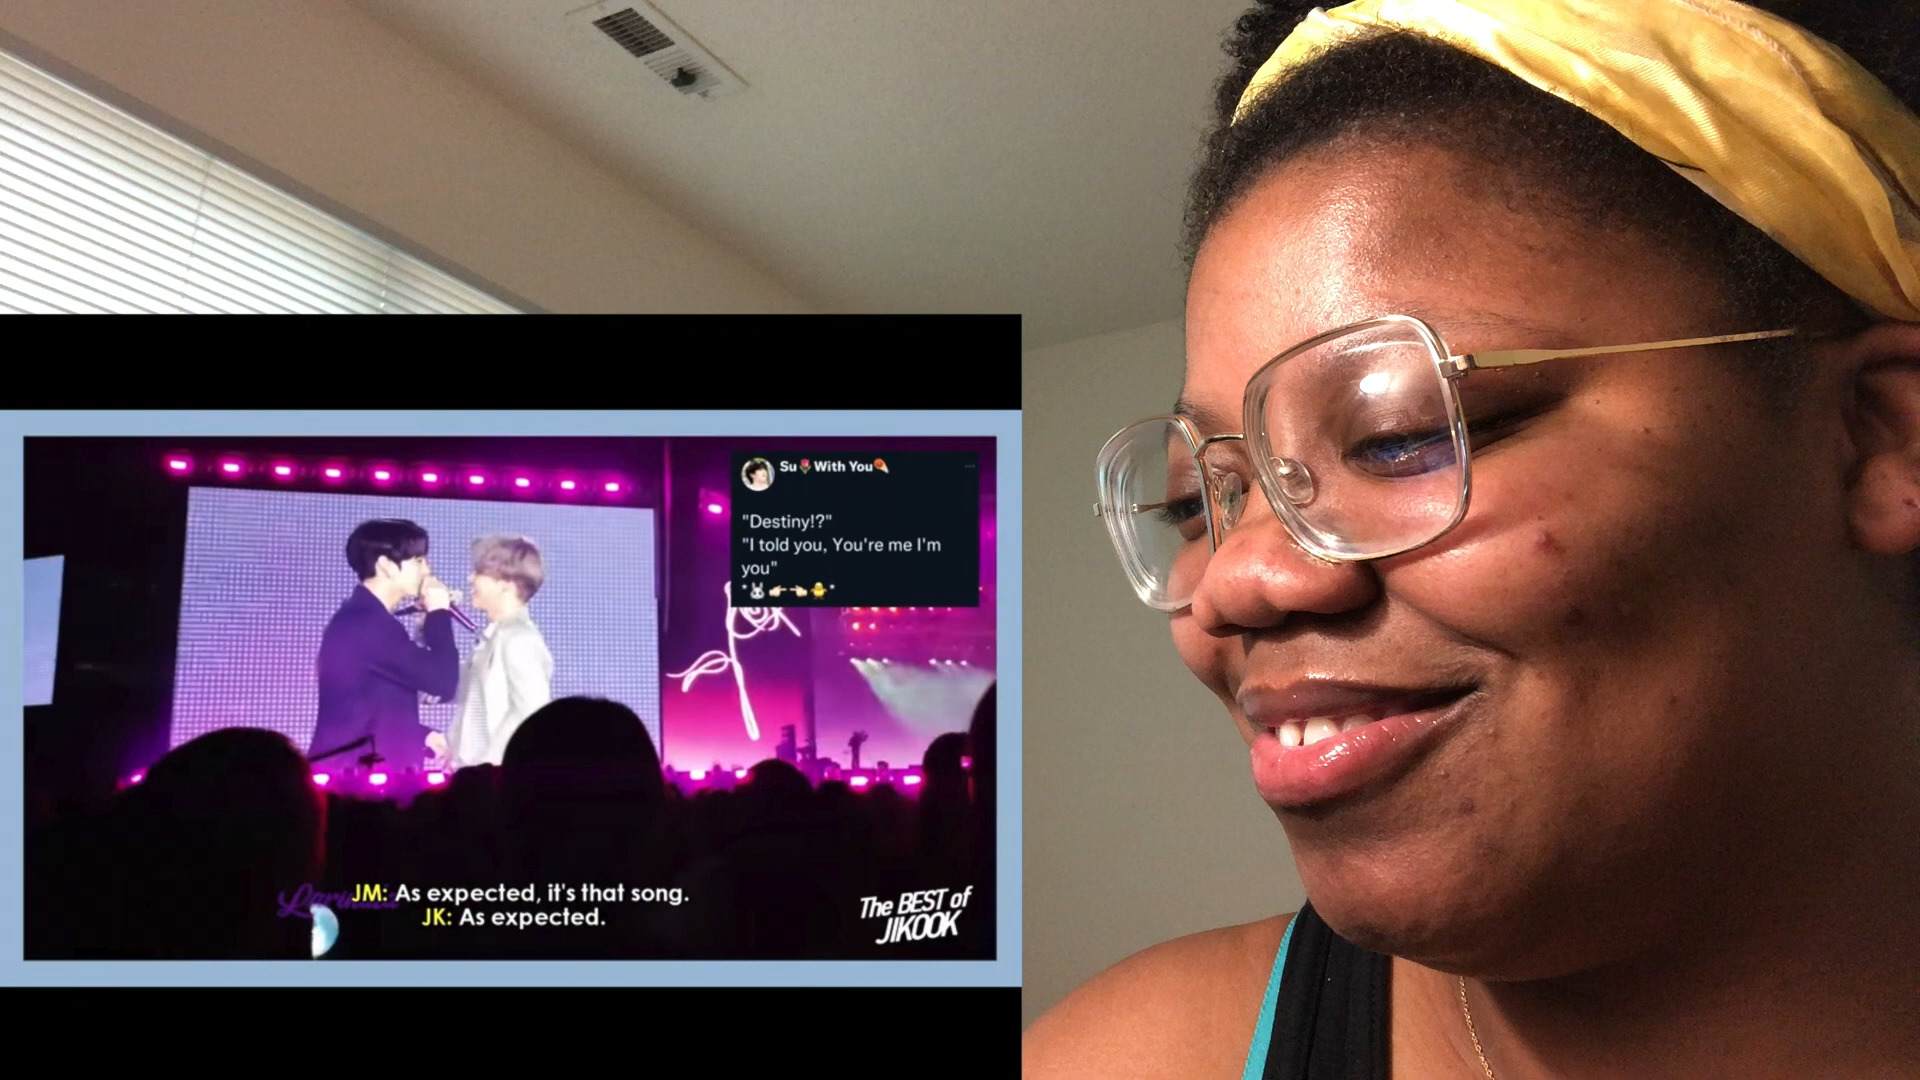 Su🌷With You🥕
"Destiny!?"
"I told you, You're me I'm
you"
*🐰👉🏻👈🏻🐥*
JM: As expected, it's that song.
JK: As expected.
The BEST of
JIKOOK